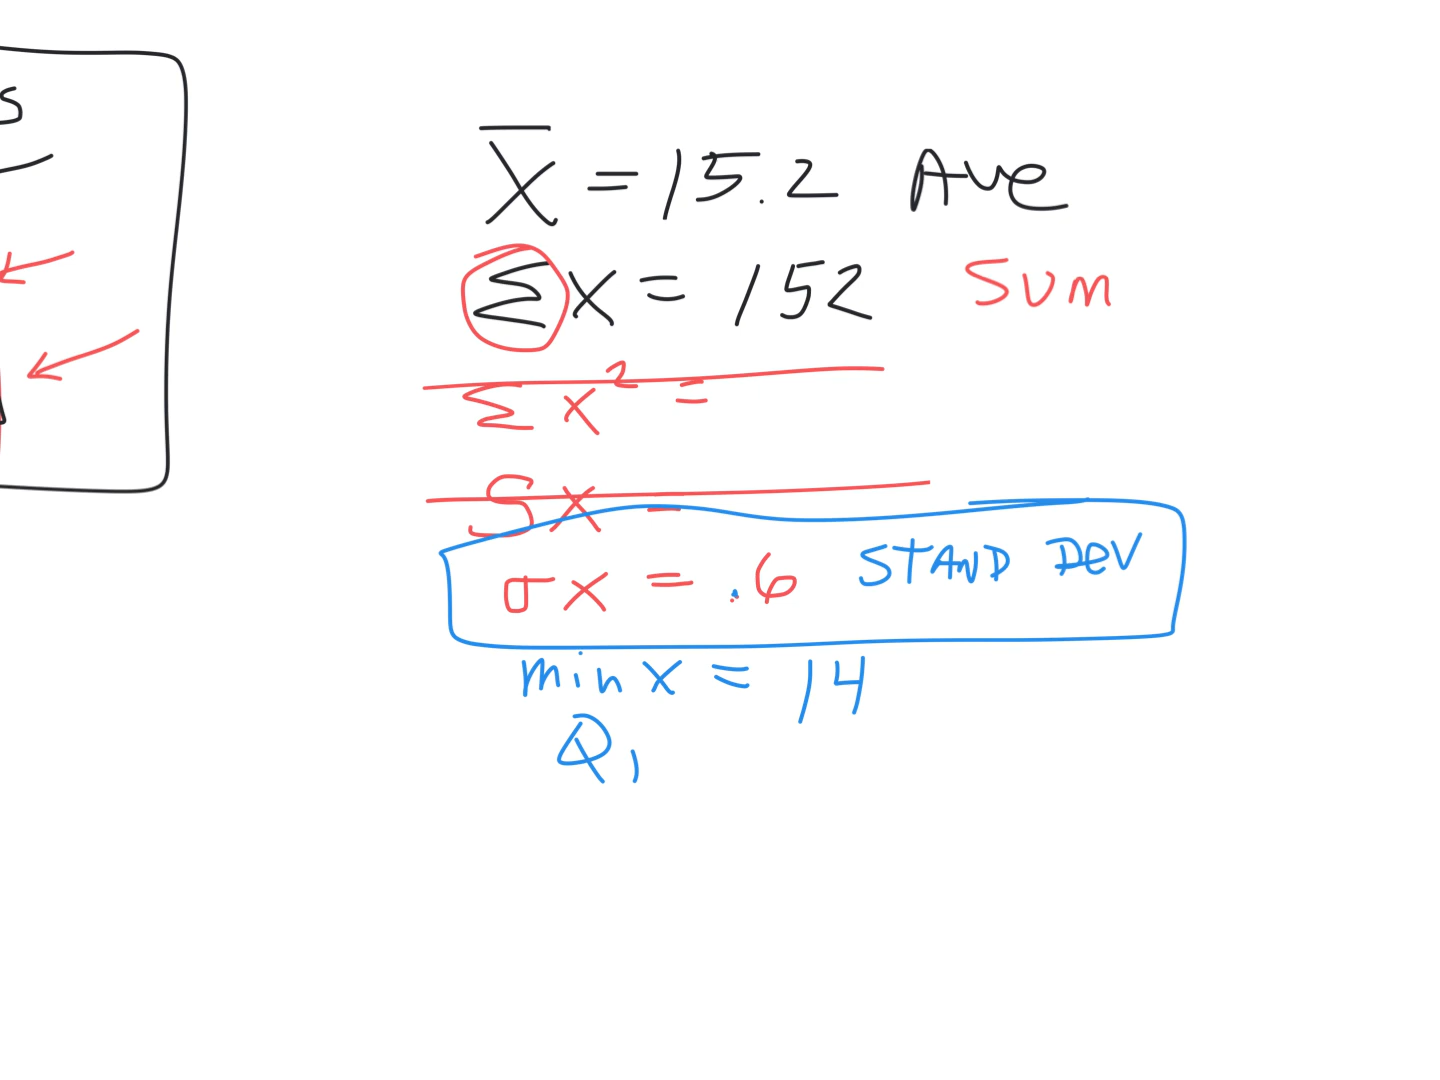 s
x̄ = 15.2 Ave
Σx = 152 Sum
Σx² =
Sx =
σx = .6 STAND DEV
min x = 14
Q₁